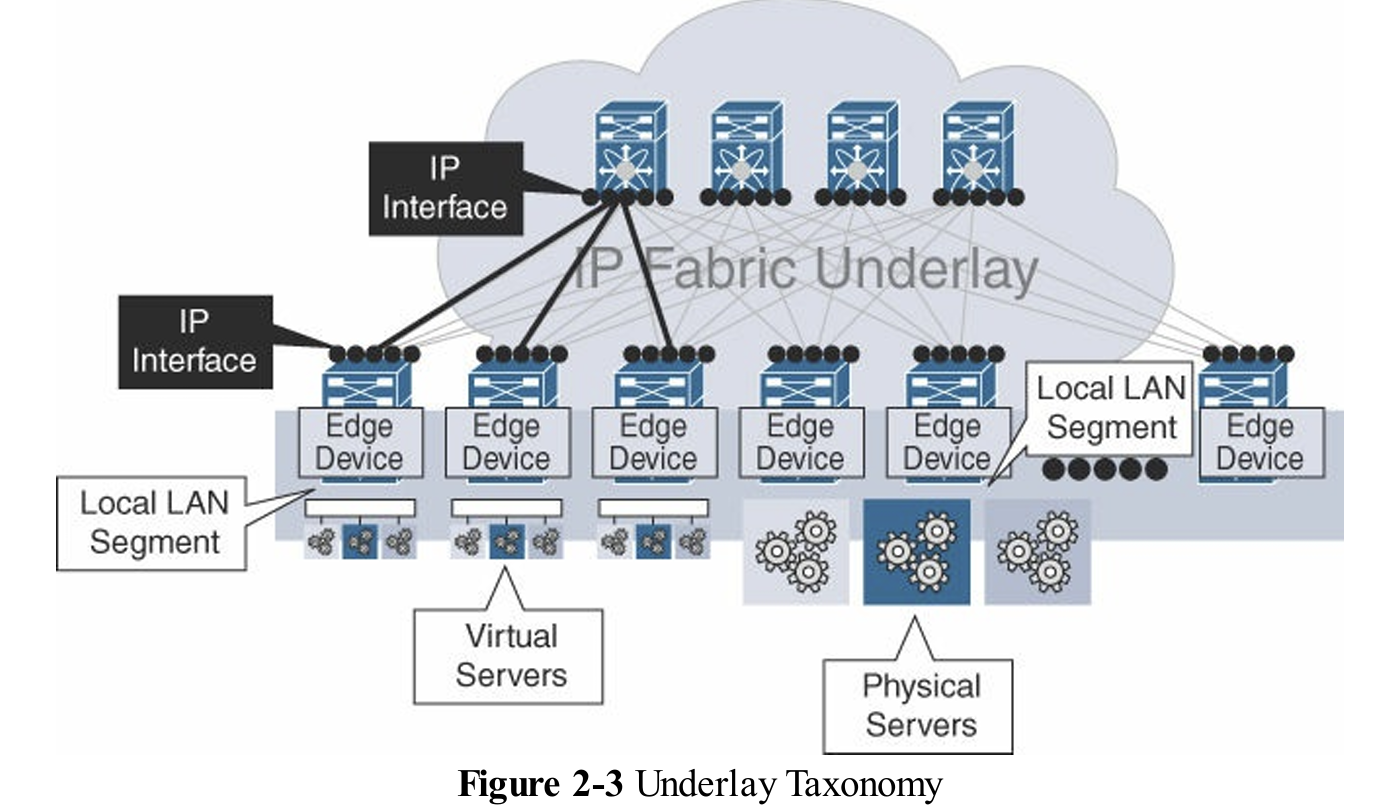 IP
Interface
IP Fabric Underlay
IP
Interface
Local LAN
Segment
Edge
Device
Edge
Device
Edge
Device
Edge
Device
Edge
Device
Edge
Device
Local LAN
Segment
Virtual
Servers
Physical
Servers
Figure 2-3 Underlay Taxonomy